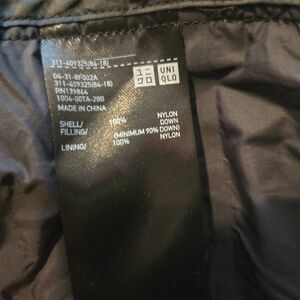 311-409325(84-18)
UNI
QLO
04-31-BF002A
311-409325(84-18)
RN139864
1004-00TA-28B
MADE IN CHINA
SHELL/ 100% NYLON
FILLING/ DOWN
(MINIMUM 90% DOWN)
LINING/ 100% NYLON